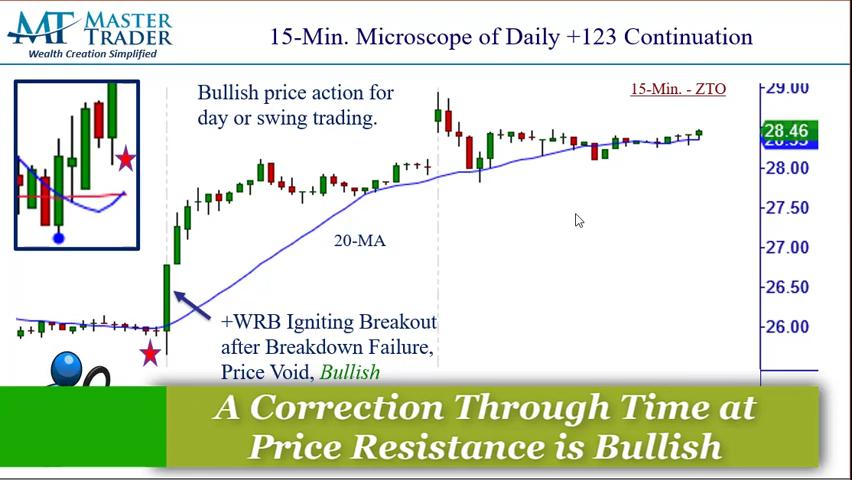 MT MASTER
TRADER
Wealth Creation Simplified
15-Min. Microscope of Daily +123 Continuation
Bullish price action for
day or swing trading.
15-Min. - ZTO
29.00
28.46
28.00
27.50
20-MA
27.00
26.50
+WRB Igniting Breakout
26.00
after Breakdown Failure,
Price Void, Bullish
A Correction Through Time at
Price Resistance is Bullish